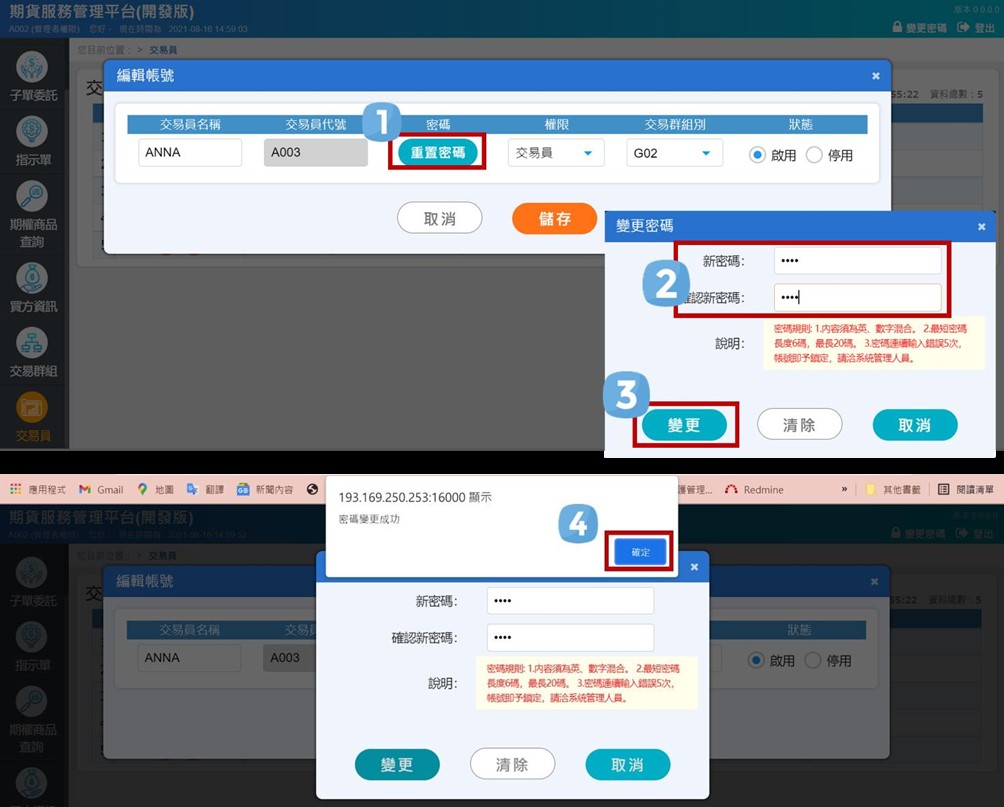 期貨服務管理平台(開發版)
版本 0.0.0.0
A002 (管理者權限) 您好 , 現在時間為 2021-08-16 14:59:03
變更密碼 登出
您目前位置: > 交易員
子單委託
指示單
期權商品
查詢
買方資訊
交易群組
交易員
交
55:22 資料總數:5
編輯帳號
交易員名稱 交易員代號 密碼 權限 交易群組別 狀態
ANNA A003 重置密碼 交易員 G02 啟用 停用
取消 儲存
1
變更密碼
新密碼: ••••
確認新密碼: ••••
2
說明: 密碼規則: 1.內容須為英、數字混合。 2.最短密碼
長度6碼, 最長20碼。 3.密碼連續輸入錯誤5次,
帳號即予鎖定, 請洽系統管理人員。
3
變更 清除 取消
應用程式 Gmail 地圖 翻譯 新聞內容 護管理... Redmine » 其他書籤 閱讀清單
193.169.250.253:16000 顯示
密碼變更成功
4
確定
期貨服務管理平台(開發版)
變更密碼 登出
您目前位置: > 交易員
子單委託
指示單
期權商品
查詢
交
55:22 資料總數:5
編輯帳號
交易員名稱 交易員 狀態
ANNA A003 啟用 停用
新密碼: ••••
確認新密碼: ••••
說明: 密碼規則: 1.內容須為英、數字混合。 2.最短密碼
長度6碼, 最長20碼。 3.密碼連續輸入錯誤5次,
帳號即予鎖定, 請洽系統管理人員。
變更 清除 取消